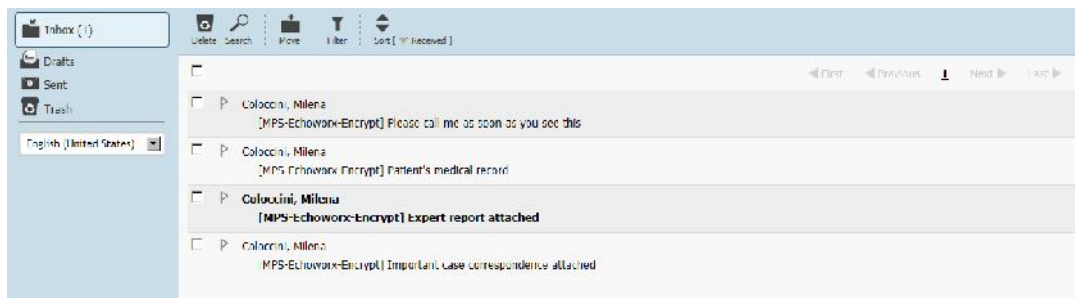 Inbox (1)
Drafts
Sent
Trash
English (United States)
Delete Search Move Filter Sort [ Received ]
First Previous 1 Next Last
Coloccini, Milena
[MPS-Echoworx-Encrypt] Please call me as soon as you see this
Coloccini, Milena
[MPS-Echoworx-Encrypt] Patient's medical record
Coloccini, Milena
[MPS-Echoworx-Encrypt] Expert report attached
Coloccini, Milena
[MPS-Echoworx-Encrypt] Important case correspondence attached